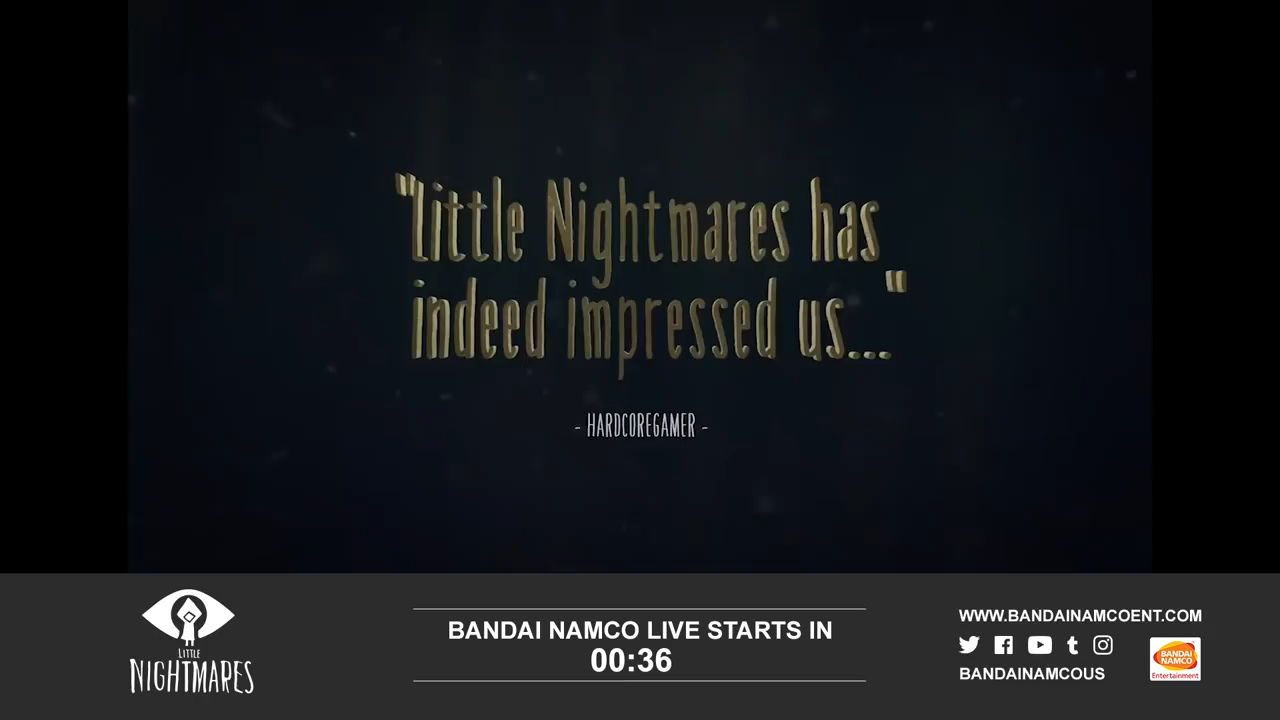 "Little Nightmares has
indeed impressed us..."
- HARDCOREGAMER -
LITTLE
NIGHTMARES
BANDAI NAMCO LIVE STARTS IN
00:36
WWW.BANDAINAMCOENT.COM
BANDAINAMCOUS
BANDAI
NAMCO
Entertainment